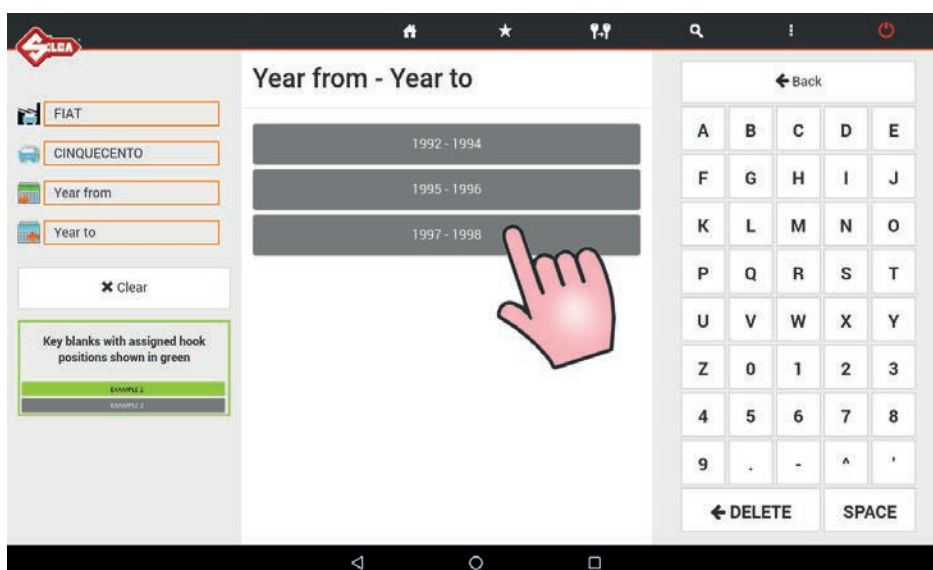 SILCA
Year from - Year to
FIAT
CINQUECENTO
Year from
Year to
✖ Clear
Key blanks with assigned hook
positions shown in green
EXAMPLE 1
EXAMPLE 2
1992 - 1994
1995 - 1996
1997 - 1998
← Back
A B C D E
F G H I J
K L M N O
P Q R S T
U V W X Y
Z 0 1 2 3
4 5 6 7 8
9 . - ^ '
← DELETE SPACE